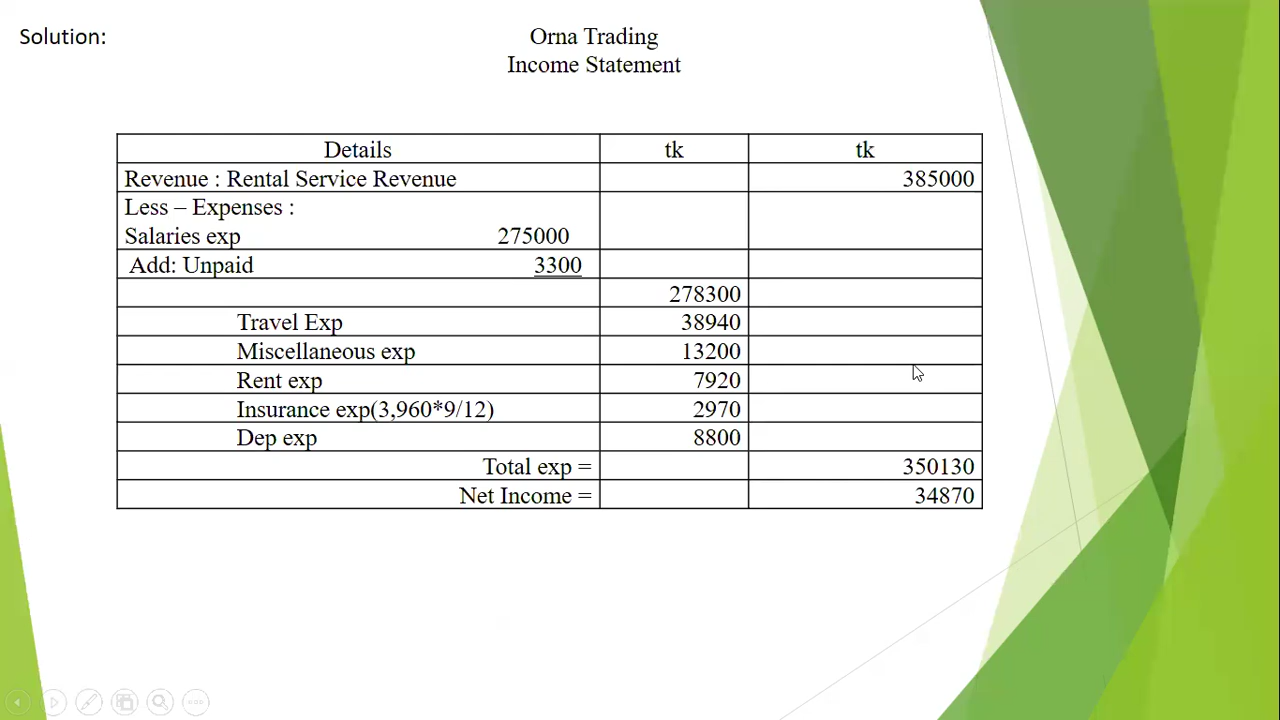 Solution:
Orna Trading
Income Statement
Details tk tk
Revenue : Rental Service Revenue 385000
Less – Expenses :
Salaries exp 275000
Add: Unpaid 3300
278300
Travel Exp 38940
Miscellaneous exp 13200
Rent exp 7920
Insurance exp(3,960*9/12) 2970
Dep exp 8800
Total exp = 350130
Net Income = 34870